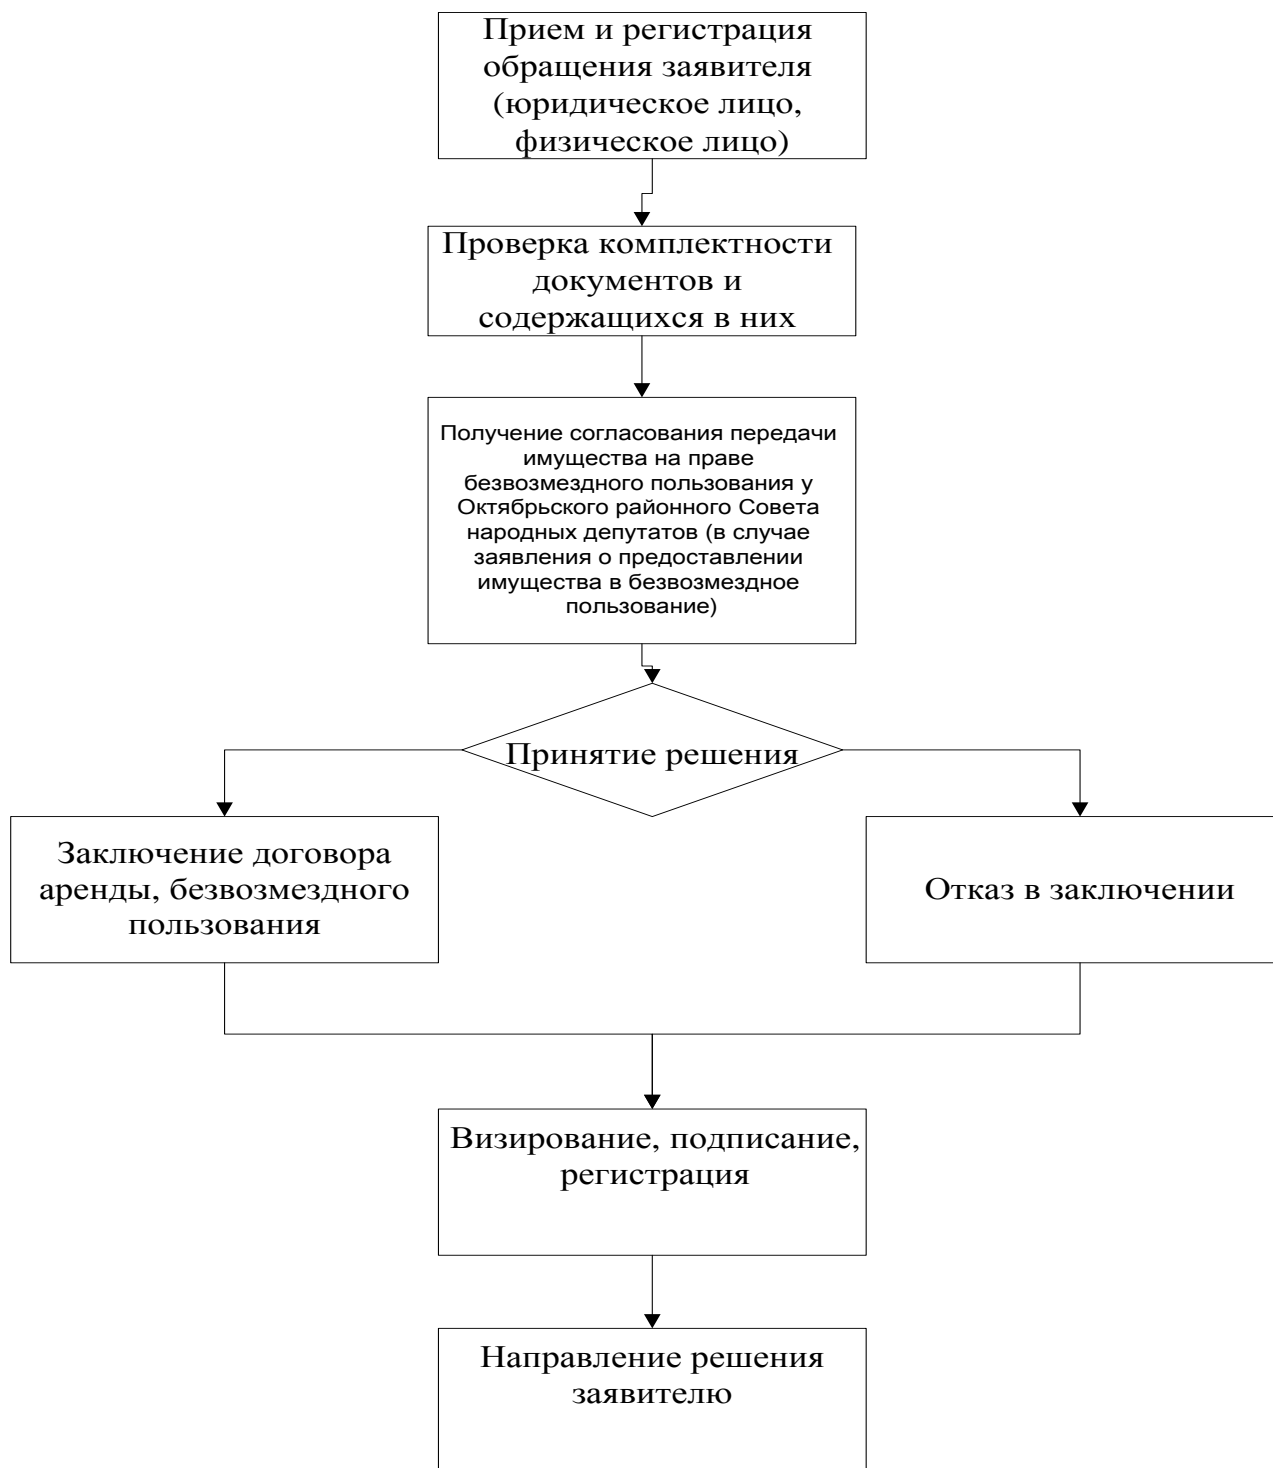 Прием и регистрация
обращения заявителя
(юридическое лицо,
физическое лицо)
Проверка комплектности
документов и
содержащихся в них
Получение согласования передачи
имущества на праве
безвозмездного пользования у
Октябрьского районного Совета
народных депутатов (в случае
заявления о предоставлении
имущества в безвозмездное
пользование)
Принятие решения
Заключение договора
аренды, безвозмездного
пользования
Отказ в заключении
Визирование, подписание,
регистрация
Направление решения
заявителю